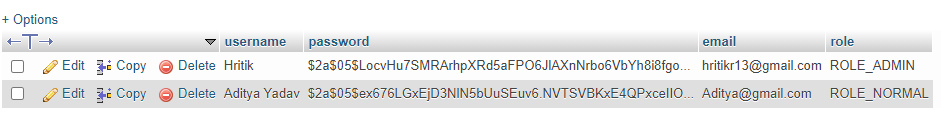 + Options
←T→ username password email role
Edit Copy Delete Hritik $2a$05$LocvHu7SMRArhpXRd5aFPO6JlAXnNrbo6VbYh8i8fgo... hritikr13@gmail.com ROLE_ADMIN
Edit Copy Delete Aditya Yadav $2a$05$ex676LGxEjD3NIN5bUuSEuv6.NVTSVBKxE4QPxceIIO... Aditya@gmail.com ROLE_NORMAL